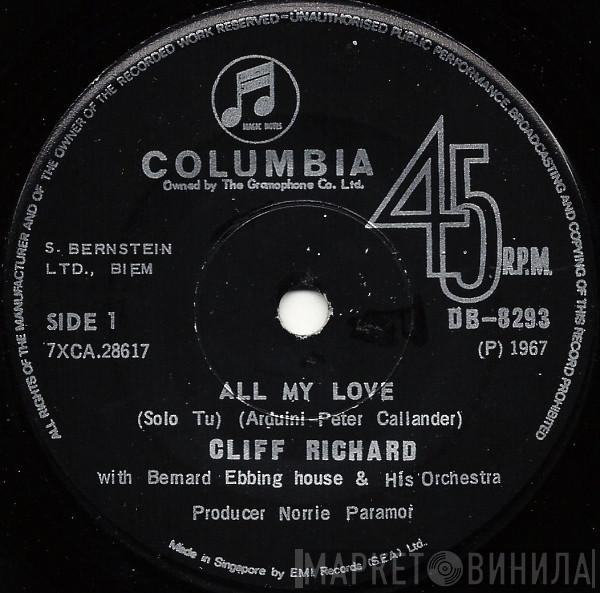 ALL RIGHTS OF THE MANUFACTURER AND OF THE OWNER OF THE RECORDED WORK RESERVED—UNAUTHORISED PUBLIC PERFORMANCE, BROADCASTING AND COPYING OF THIS RECORD PROHIBITED
MAGIC NOTES
COLUMBIA
Owned by The Gramophone Co. Ltd.
45 R.P.M.
S. BERNSTEIN
LTD., BIEM
SIDE 1
DB-8293
7XCA.28617
(P) 1967
ALL MY LOVE
(Solo Tu) (Arduini-Peter Callander)
CLIFF RICHARD
with Bernard Ebbing house & His Orchestra
Producer Norrie Paramor
Made in Singapore by EMI Records (S.E.A) Ltd.
МАРКЕТ ВИНИЛА